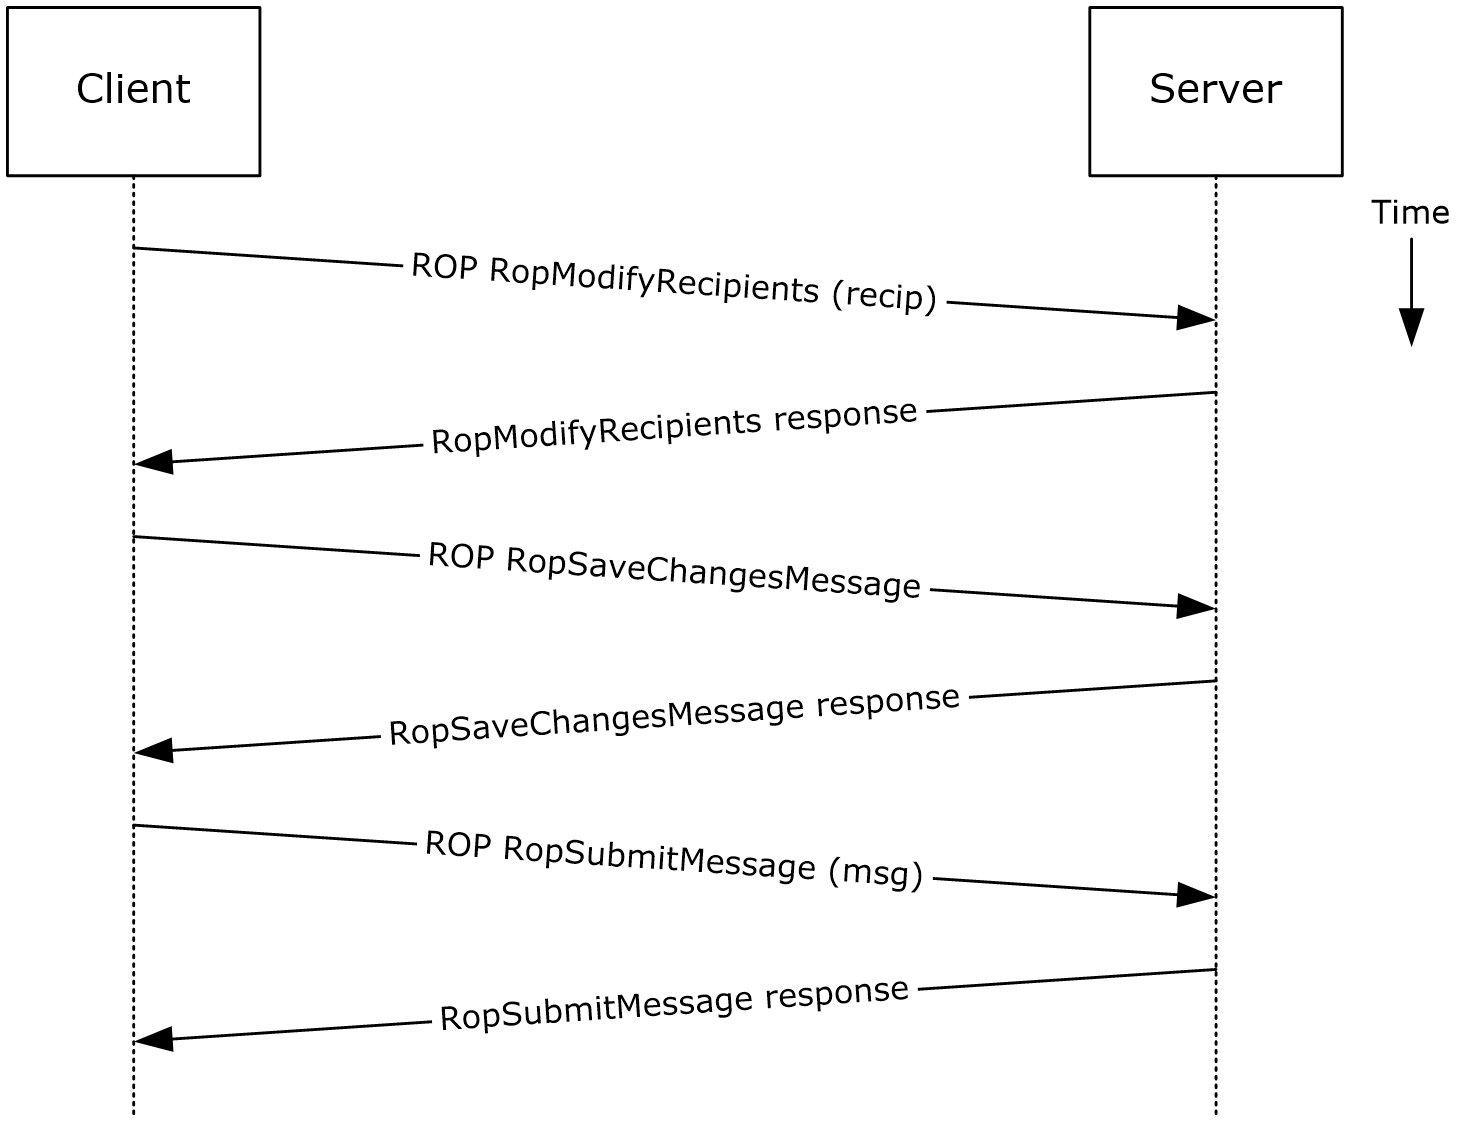 Client
Server
Time
ROP RopModifyRecipients (recip)
RopModifyRecipients response
ROP RopSaveChangesMessage
RopSaveChangesMessage response
ROP RopSubmitMessage (msg)
RopSubmitMessage response